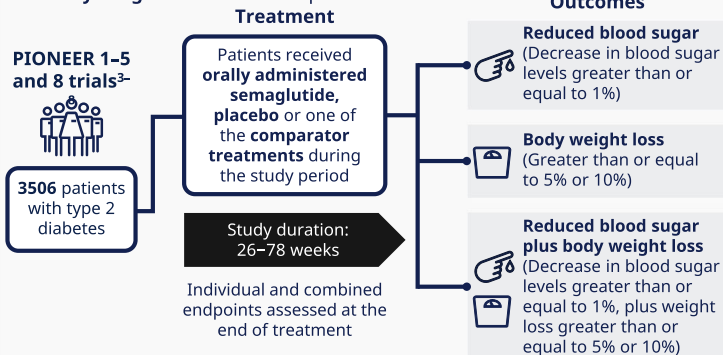 Treatment
Outcomes
PIONEER 1–5
and 8 trials³⁻
3506 patients
with type 2
diabetes
Patients received
orally administered
semaglutide,
placebo or one of
the comparator
treatments during
the study period
Study duration:
26–78 weeks
Individual and combined
endpoints assessed at the
end of treatment
Reduced blood sugar
(Decrease in blood sugar
levels greater than or
equal to 1%)
Body weight loss
(Greater than or equal
to 5% or 10%)
Reduced blood sugar
plus body weight loss
(Decrease in blood sugar
levels greater than or
equal to 1%, plus weight
loss greater than or
equal to 5% or 10%)